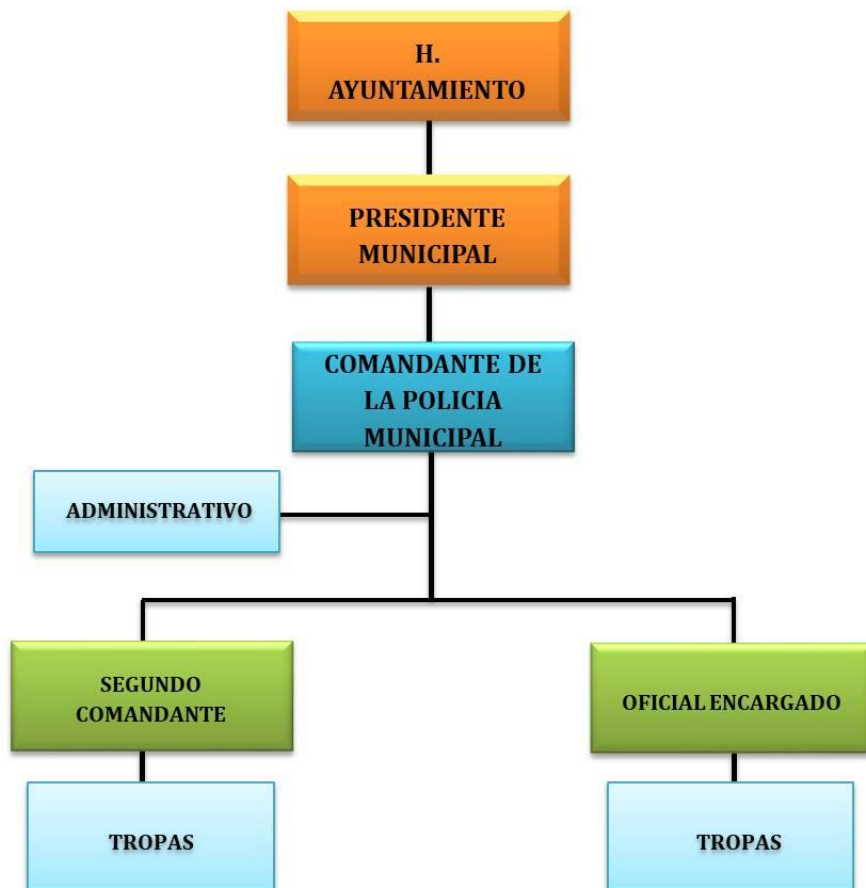 H.
AYUNTAMIENTO
PRESIDENTE
MUNICIPAL
COMANDANTE DE
LA POLICIA
MUNICIPAL
ADMINISTRATIVO
SEGUNDO
COMANDANTE
OFICIAL ENCARGADO
TROPAS
TROPAS